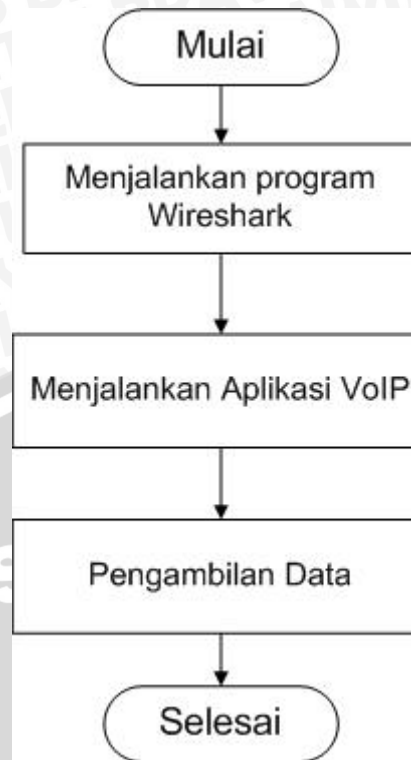 Mulai
Menjalankan program
Wireshark
Menjalankan Aplikasi VoIP
Pengambilan Data
Selesai